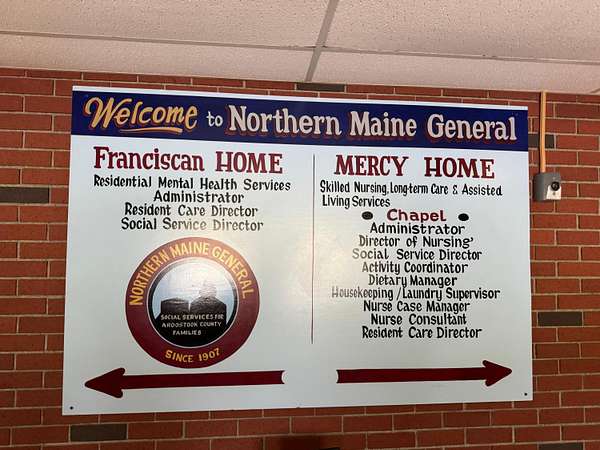 Welcome to Northern Maine General
Franciscan HOME
Residential Mental Health Services
Administrator
Resident Care Director
Social Service Director
NORTHERN MAINE GENERAL
SOCIAL SERVICES FOR
AROOSTOOK COUNTY
FAMILIES
SINCE 1907
MERCY HOME
Skilled Nursing, Long-term Care & Assisted
Living Services
Chapel
Administrator
Director of Nursing'
Social Service Director
Activity Coordinator
Dietary Manager
Housekeeping / Laundry Supervisor
Nurse Case Manager
Nurse Consultant
Resident Care Director